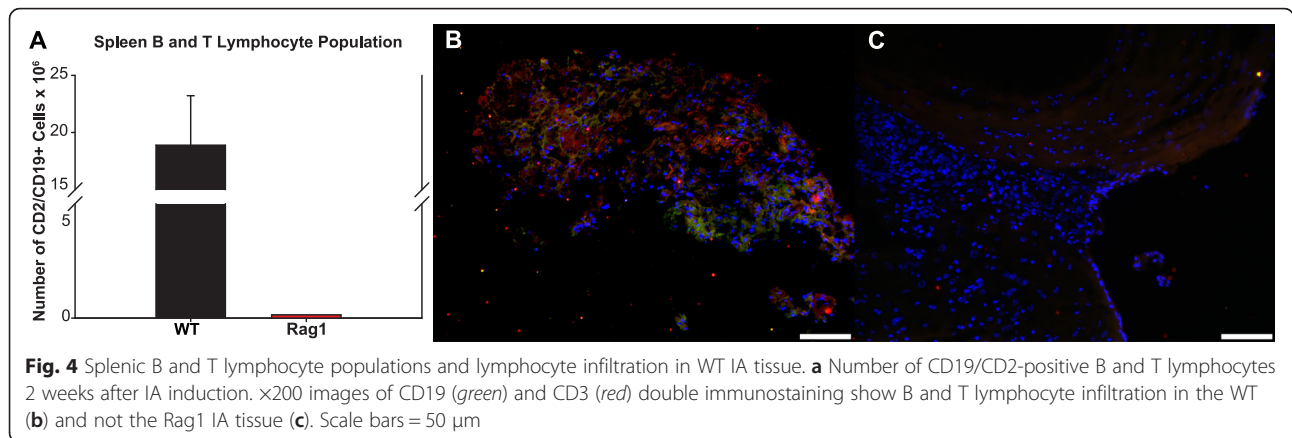 A
Spleen B and T Lymphocyte Population
Number of CD2/CD19+ Cells x 10⁶
25
20
15
5
0
WT
Rag1
B
C
Fig. 4 Splenic B and T lymphocyte populations and lymphocyte infiltration in WT IA tissue. a Number of CD19/CD2-positive B and T lymphocytes
2 weeks after IA induction. ×200 images of CD19 (green) and CD3 (red) double immunostaining show B and T lymphocyte infiltration in the WT
(b) and not the Rag1 IA tissue (c). Scale bars = 50 μm